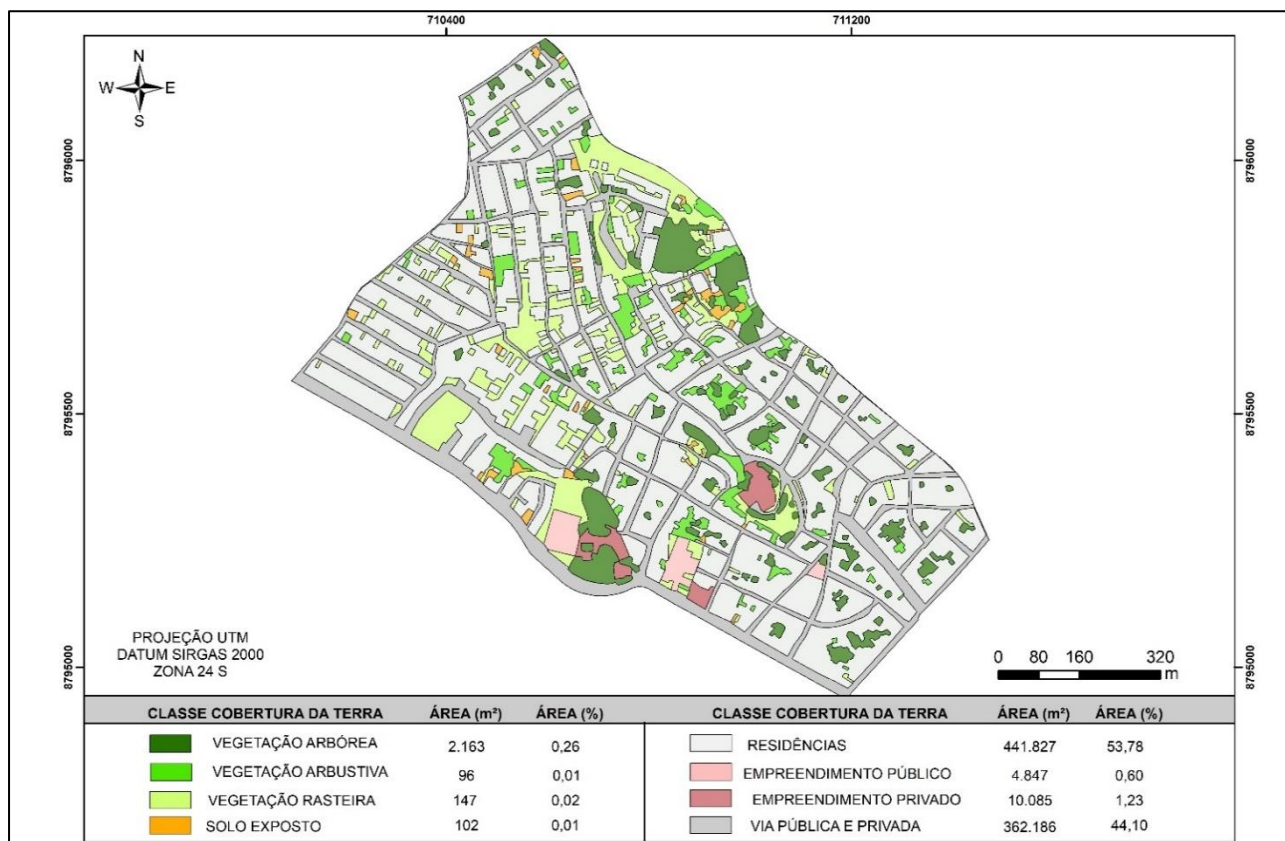 710400 711200
N
W E
S
8796000 8796000
8795500 8795500
8795000 8795000
PROJEÇÃO UTM
DATUM SIRGAS 2000
ZONA 24 S
0 80 160 320
m
CLASSE COBERTURA DA TERRA ÁREA (m²) ÁREA (%)
VEGETAÇÃO ARBÓREA 2.163 0,26
VEGETAÇÃO ARBUSTIVA 96 0,01
VEGETAÇÃO RASTEIRA 147 0,02
SOLO EXPOSTO 102 0,01
CLASSE COBERTURA DA TERRA ÁREA (m²) ÁREA (%)
RESIDÊNCIAS 441.827 53,78
EMPREENDIMENTO PÚBLICO 4.847 0,60
EMPREENDIMENTO PRIVADO 10.085 1,23
VIA PÚBLICA E PRIVADA 362.186 44,10